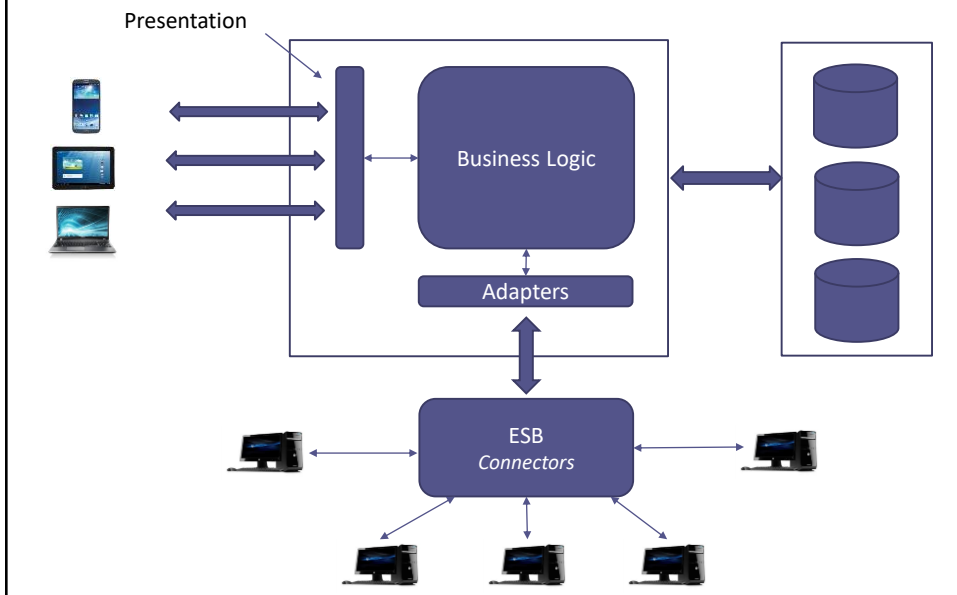 Presentation
Business Logic
Adapters
ESB
Connectors